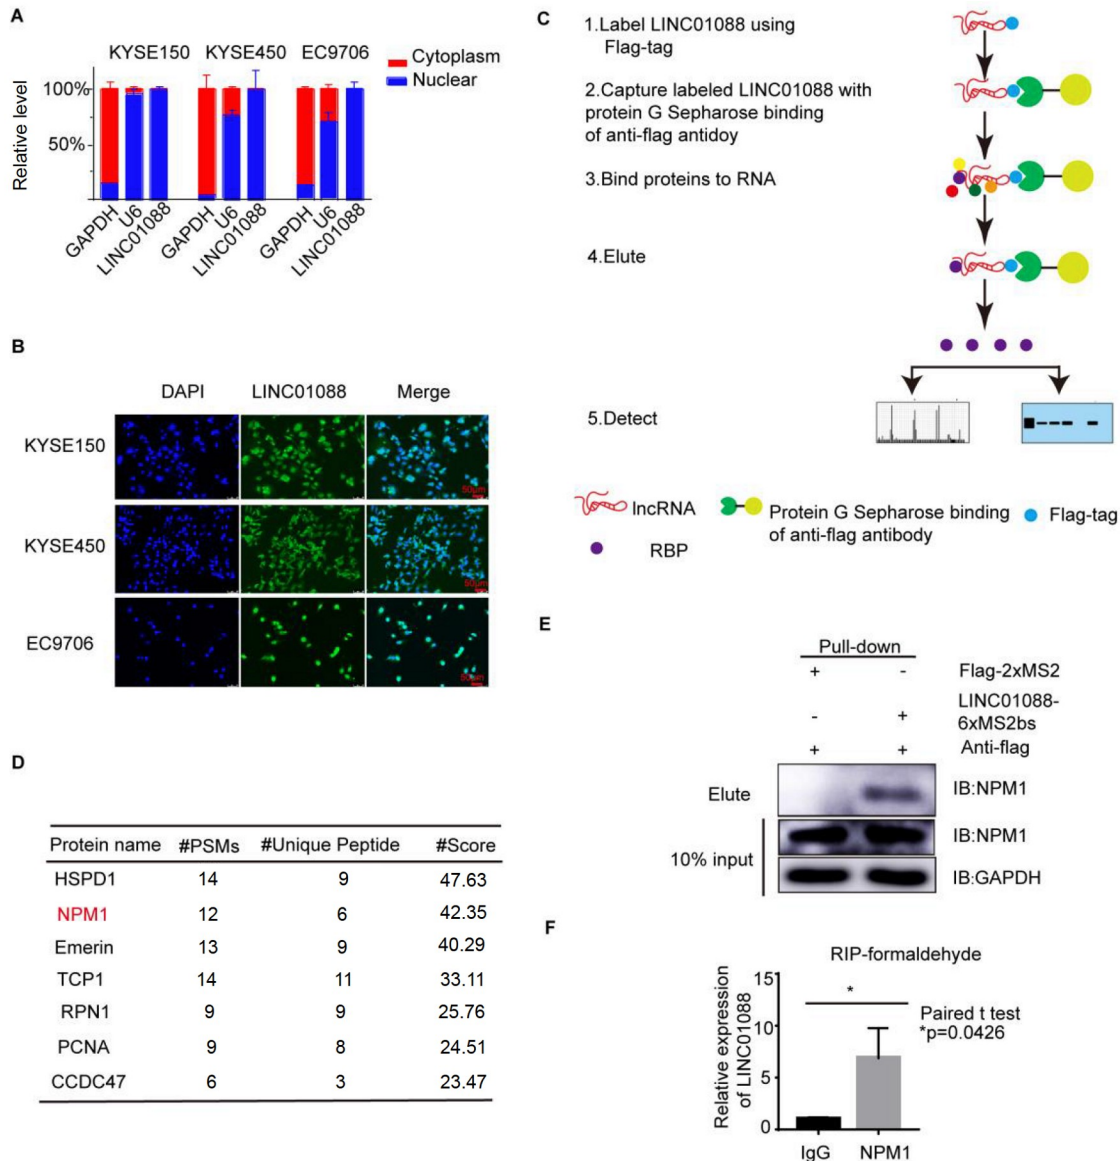 A
KYSE150 KYSE450 EC9706
Cytoplasm
Nuclear
Relative level
100%
50%
GAPDH U6 LINC01088 GAPDH U6 LINC01088 GAPDH U6 LINC01088
B
DAPI LINC01088 Merge
KYSE150
50μm
KYSE450
50μm
EC9706
50μm
C
1.Label LINC01088 using
Flag-tag
2.Capture labeled LINC01088 with
protein G Sepharose binding
of anti-flag antidoy
3.Bind proteins to RNA
4.Elute
5.Detect
lncRNA
Protein G Sepharose binding
of anti-flag antibody
Flag-tag
RBP
D
Protein name #PSMs #Unique Peptide #Score
HSPD1 14 9 47.63
NPM1 12 6 42.35
Emerin 13 9 40.29
TCP1 14 11 33.11
RPN1 9 9 25.76
PCNA 9 8 24.51
CCDC47 6 3 23.47
E
Pull-down
+ - Flag-2xMS2
- + LINC01088-
6xMS2bs
+ + Anti-flag
Elute IB:NPM1
10% input IB:NPM1
IB:GAPDH
F
RIP-formaldehyde
Relative expression
of LINC01088
15
10
5
0
*
Paired t test
*p=0.0426
IgG NPM1